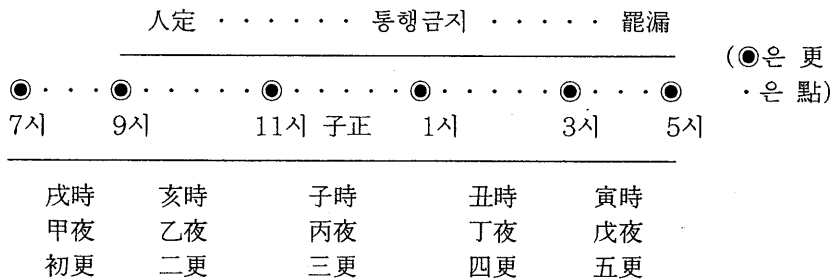 人定 · · · · · · 통행금지 · · · · · 罷漏
(◉은 更
◉· · ·◉· · · · ·◉· · · · ·◉· · · · ·◉· · ·◉ ·은 點)
7시 9시 11시 子正 1시 3시 5시
戌時 亥時 子時 丑時 寅時
甲夜 乙夜 丙夜 丁夜 戊夜
初更 二更 三更 四更 五更